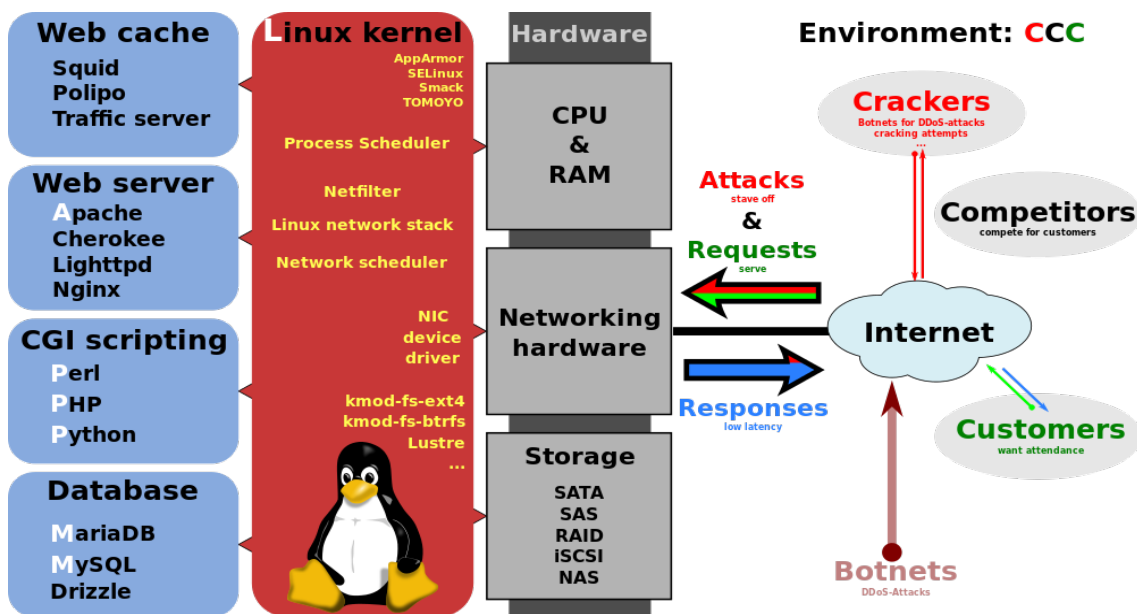 Web cache
Squid
Polipo
Traffic server
Web server
Apache
Cherokee
Lighttpd
Nginx
CGI scripting
Perl
PHP
Python
Database
MariaDB
MySQL
Drizzle
Linux kernel
AppArmor
SELinux
Smack
TOMOYO
Process Scheduler
Netfilter
Linux network stack
Network scheduler
NIC
device
driver
kmod-fs-ext4
kmod-fs-btrfs
Lustre
...
Hardware
CPU
&
RAM
Networking
hardware
Storage
SATA
SAS
RAID
iSCSI
NAS
Attacks
stave off
&
Requests
serve
Responses
low latency
Environment: CCC
Crackers
Botnets for DDoS-attacks
cracking attempts
...
Competitors
compete for customers
Internet
Customers
want attendance
Botnets
DDoS-Attacks